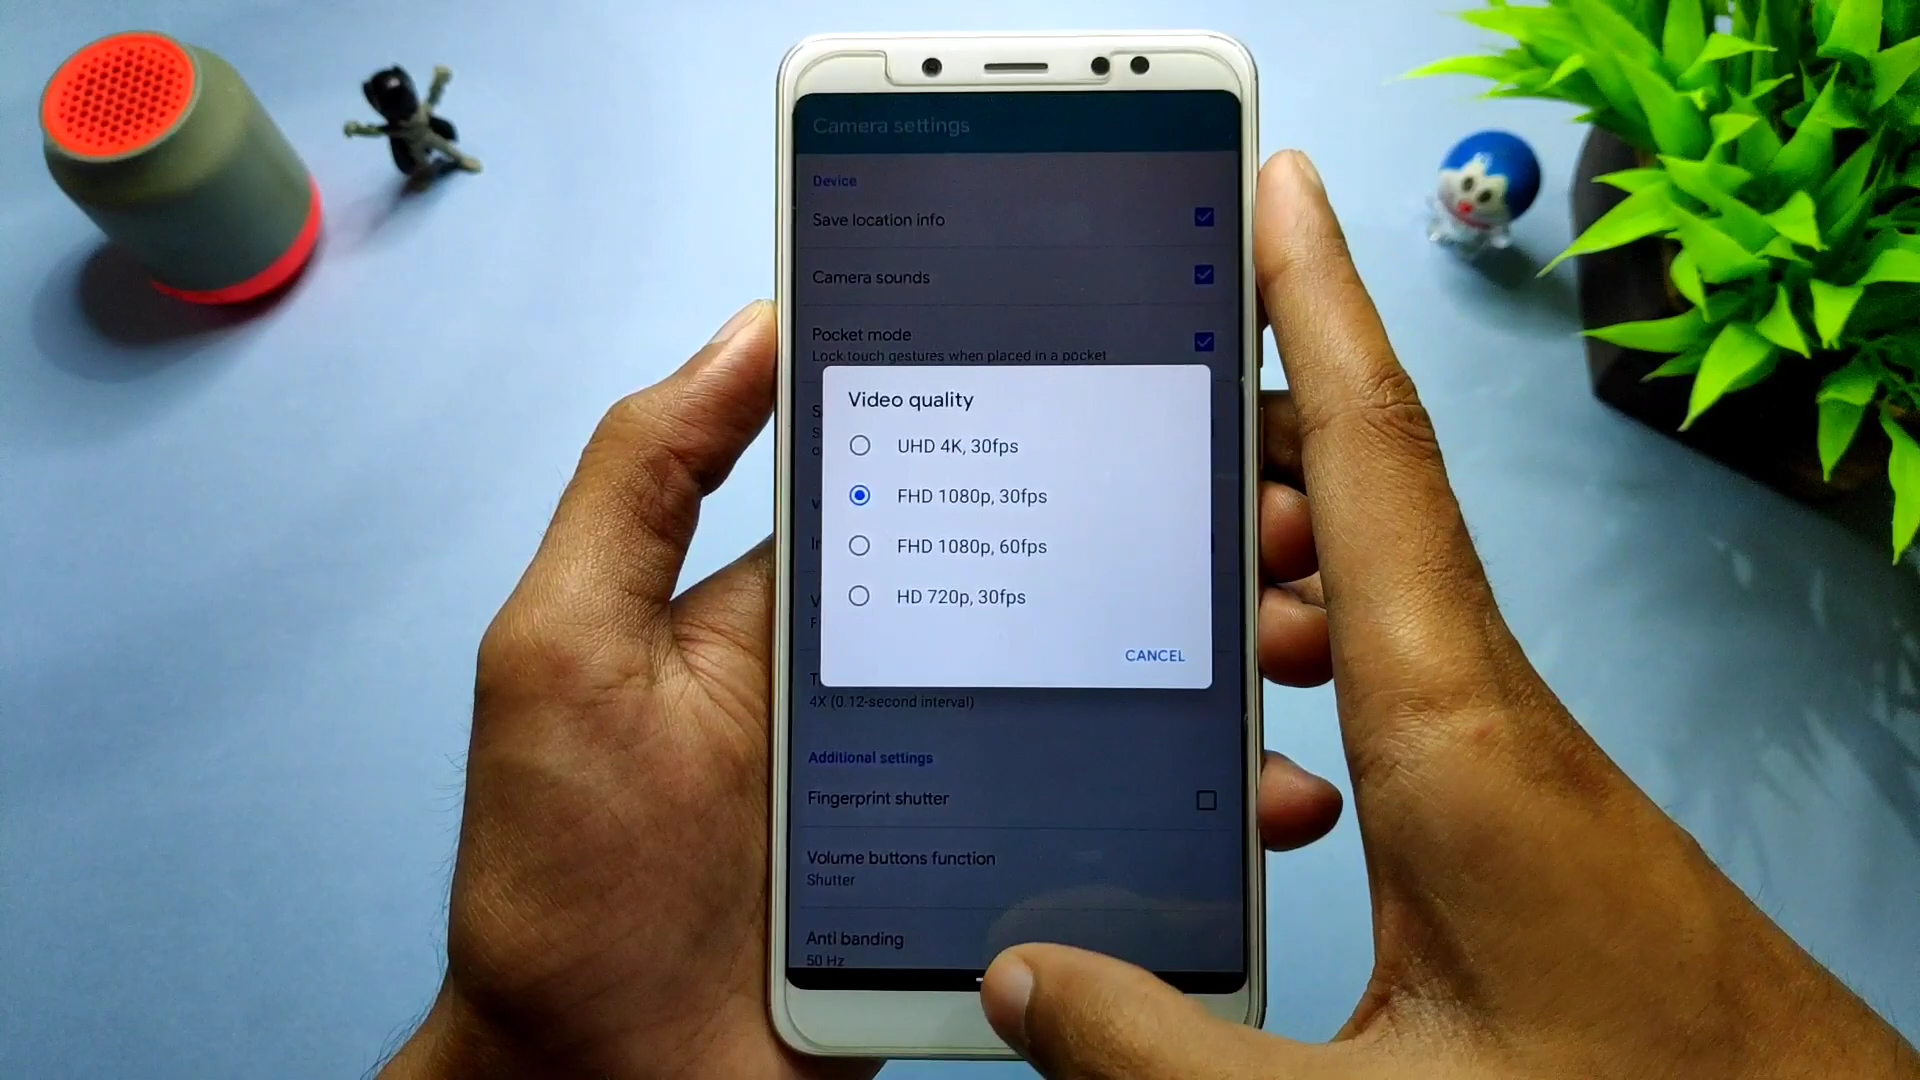 Camera settings
Device
Save location info
Camera sounds
Pocket mode
Lock touch gestures when placed in a pocket
Video quality
UHD 4K, 30fps
FHD 1080p, 30fps
FHD 1080p, 60fps
HD 720p, 30fps
CANCEL
4X (0.12-second interval)
Additional settings
Fingerprint shutter
Volume buttons function
Shutter
Anti banding
50 Hz